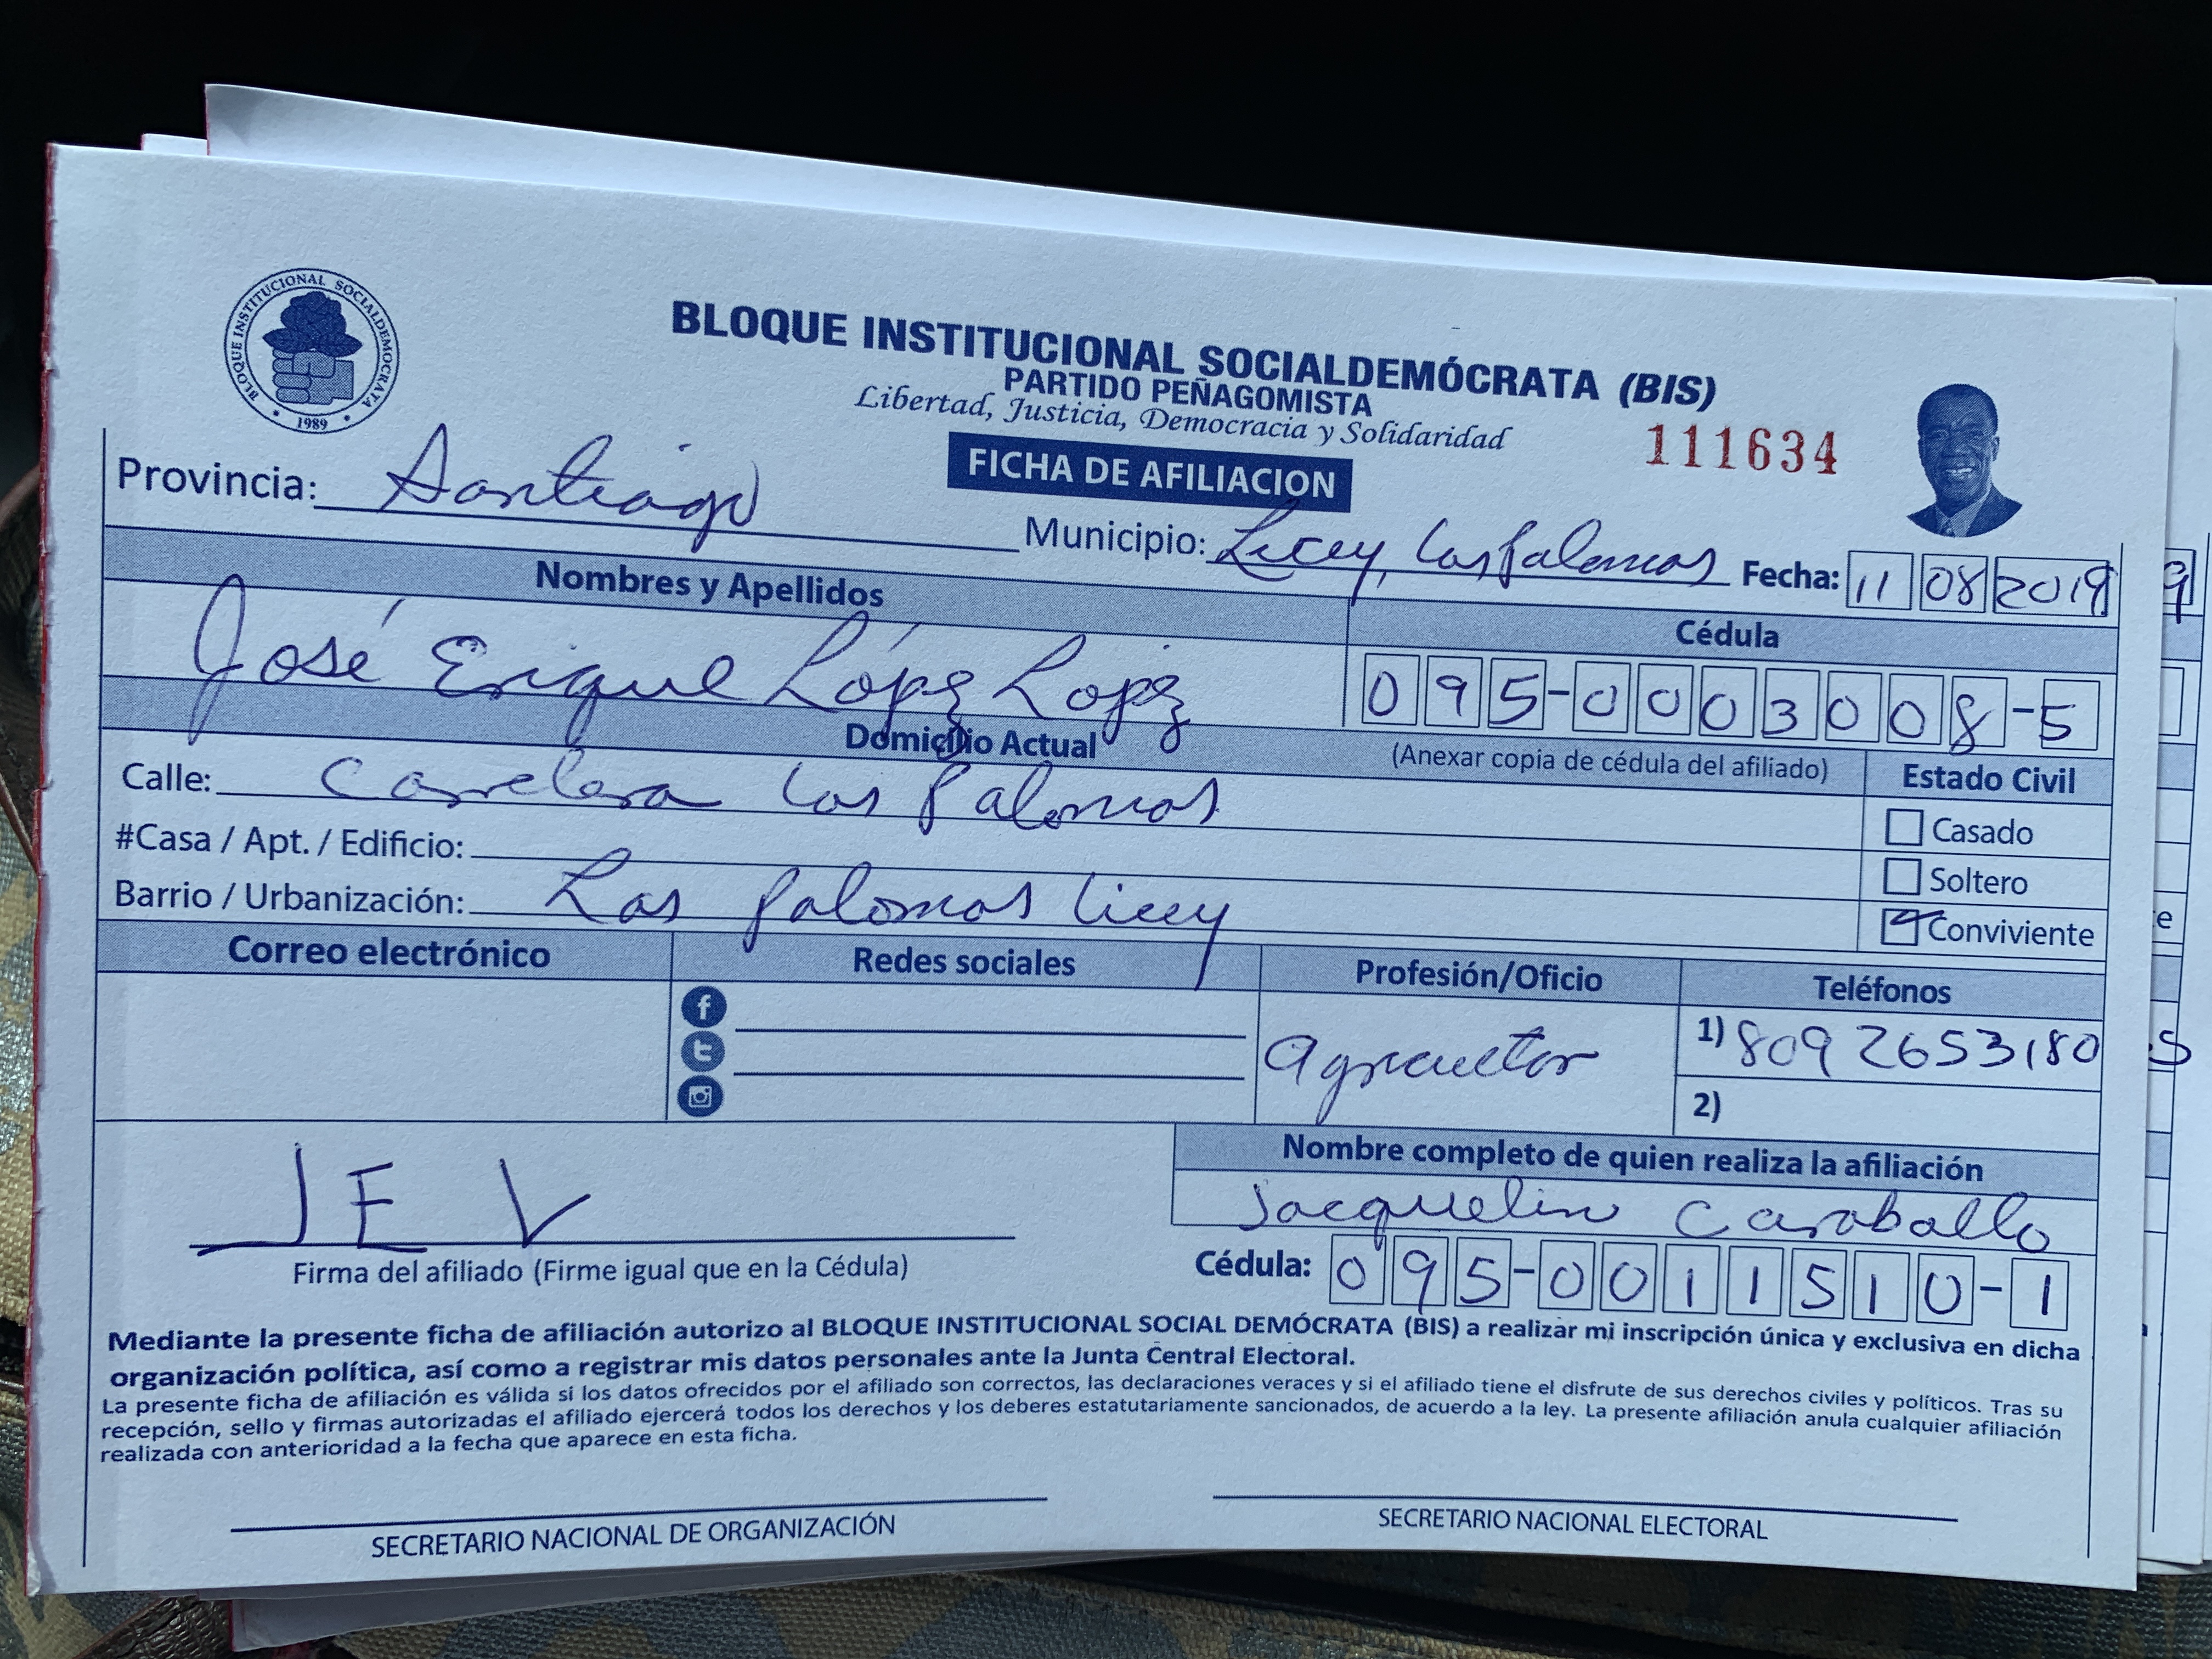 BLOQUE INSTITUCIONAL SOCIALDEMOCRATA
1989
BLOQUE INSTITUCIONAL SOCIALDEMÓCRATA (BIS)
PARTIDO PEÑAGOMISTA
Libertad, Justicia, Democracia y Solidaridad
111634
FICHA DE AFILIACION
Provincia: Santiago
Municipio: Licey, Las Palomas Fecha: 11 08 2019
Nombres y Apellidos
Cédula
José Enrique López Lopez
095-0003008-5
Domicilio Actual
(Anexar copia de cédula del afiliado)
Estado Civil
Calle: Carretera Las Palomas
Casado
#Casa / Apt. / Edificio:
Soltero
Barrio / Urbanización: Las Palomas Licey
Conviviente
Correo electrónico
Redes sociales
Profesión/Oficio
Teléfonos
Agricultor
1) 809 2653180
2)
Nombre completo de quien realiza la afiliación
Jacquelin Caraballo
J E L
Firma del afiliado (Firme igual que en la Cédula)
Cédula: 095-0011510-1
Mediante la presente ficha de afiliación autorizo al BLOQUE INSTITUCIONAL SOCIAL DEMÓCRATA (BIS) a realizar mi inscripción única y exclusiva en dicha
organización política, así como a registrar mis datos personales ante la Junta Central Electoral.
La presente ficha de afiliación es válida si los datos ofrecidos por el afiliado son correctos, las declaraciones veraces y si el afiliado tiene el disfrute de sus derechos civiles y políticos. Tras su
recepción, sello y firmas autorizadas el afiliado ejercerá todos los derechos y los deberes estatutariamente sancionados, de acuerdo a la ley. La presente afiliación anula cualquier afiliación
realizada con anterioridad a la fecha que aparece en esta ficha.
SECRETARIO NACIONAL DE ORGANIZACIÓN
SECRETARIO NACIONAL ELECTORAL